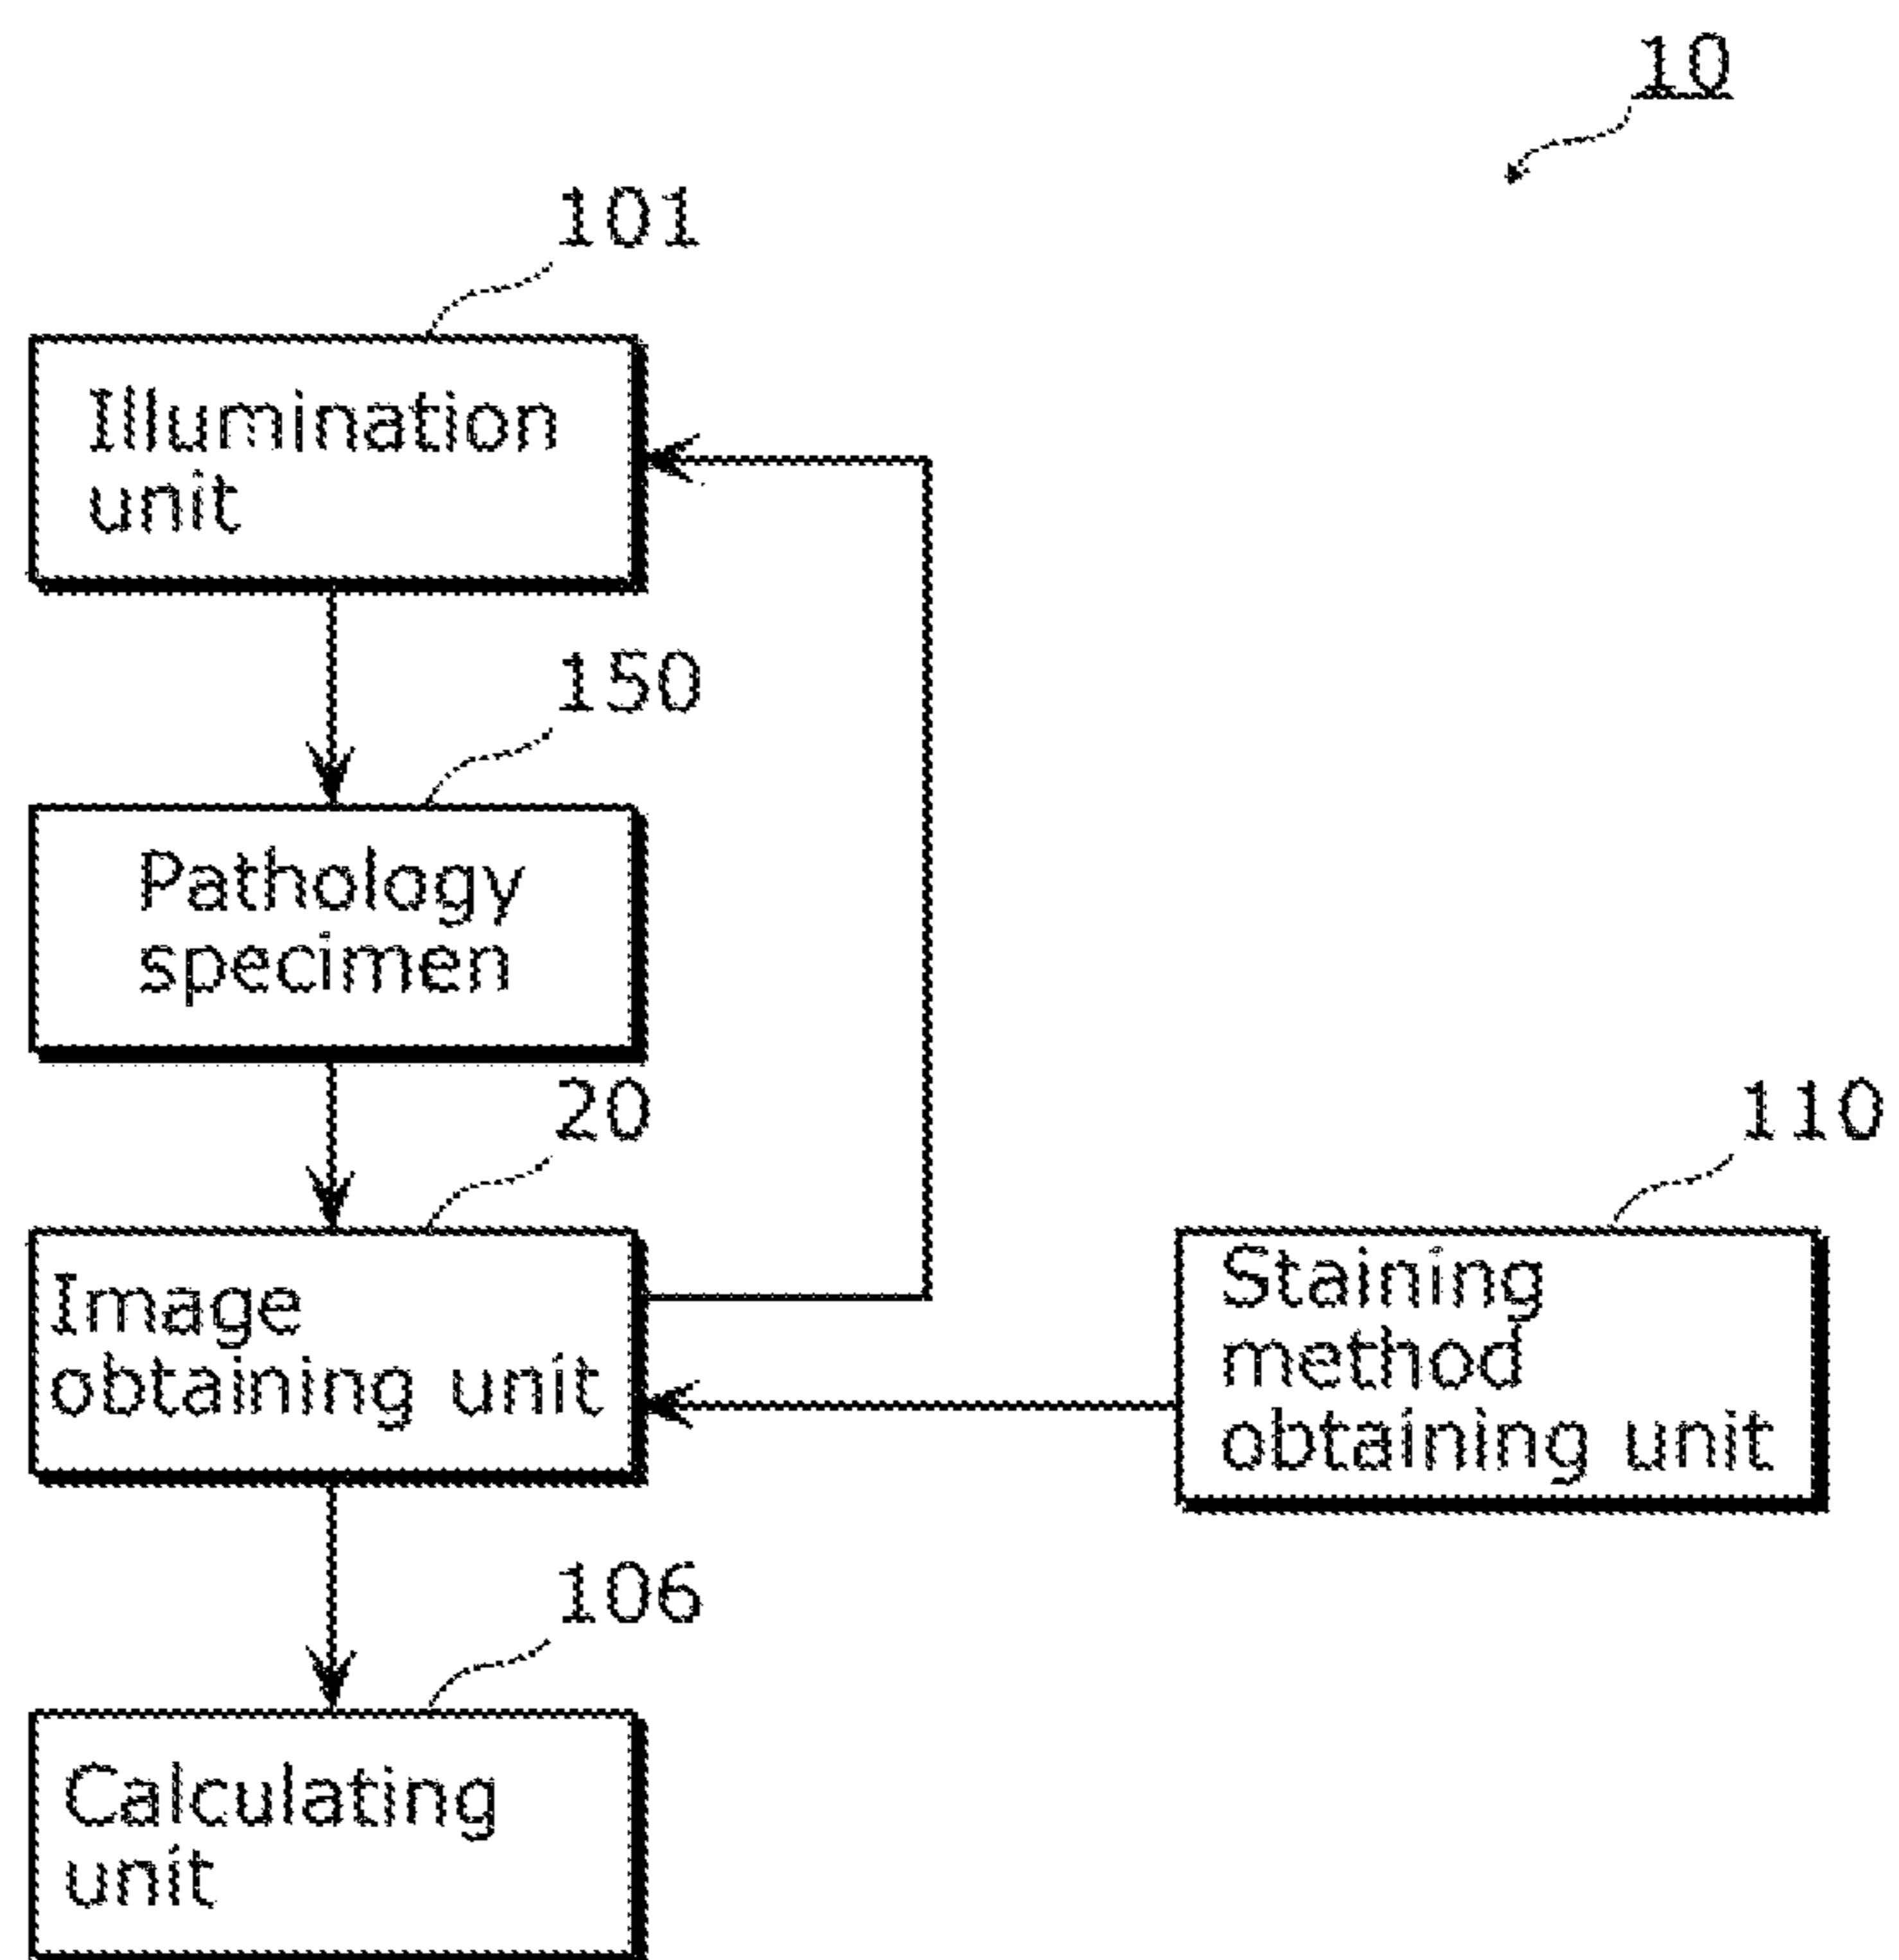 10
101
Illumination
unit
150
Pathology
specimen
20
110
Image
obtaining unit
Staining
method
obtaining unit
106
Calculating
unit